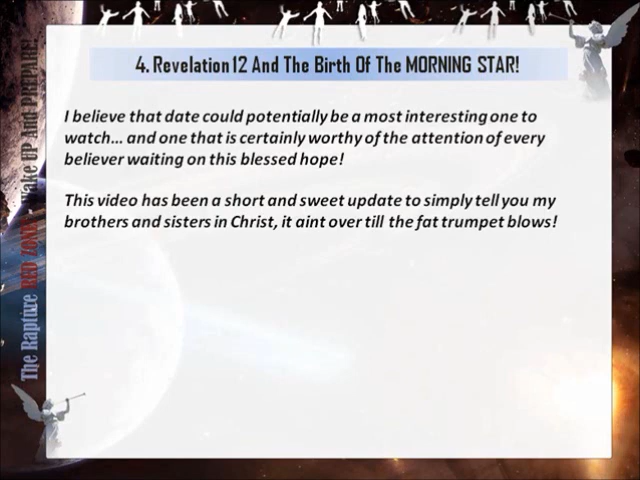 4. Revelation 12 And The Birth Of The MORNING STAR!
I believe that date could potentially be a most interesting one to
watch... and one that is certainly worthy of the attention of every
believer waiting on this blessed hope!
This video has been a short and sweet update to simply tell you my
brothers and sisters in Christ, it aint over till the fat trumpet blows!
The Rapture RED ZONE - Wake UP And PREPARE!